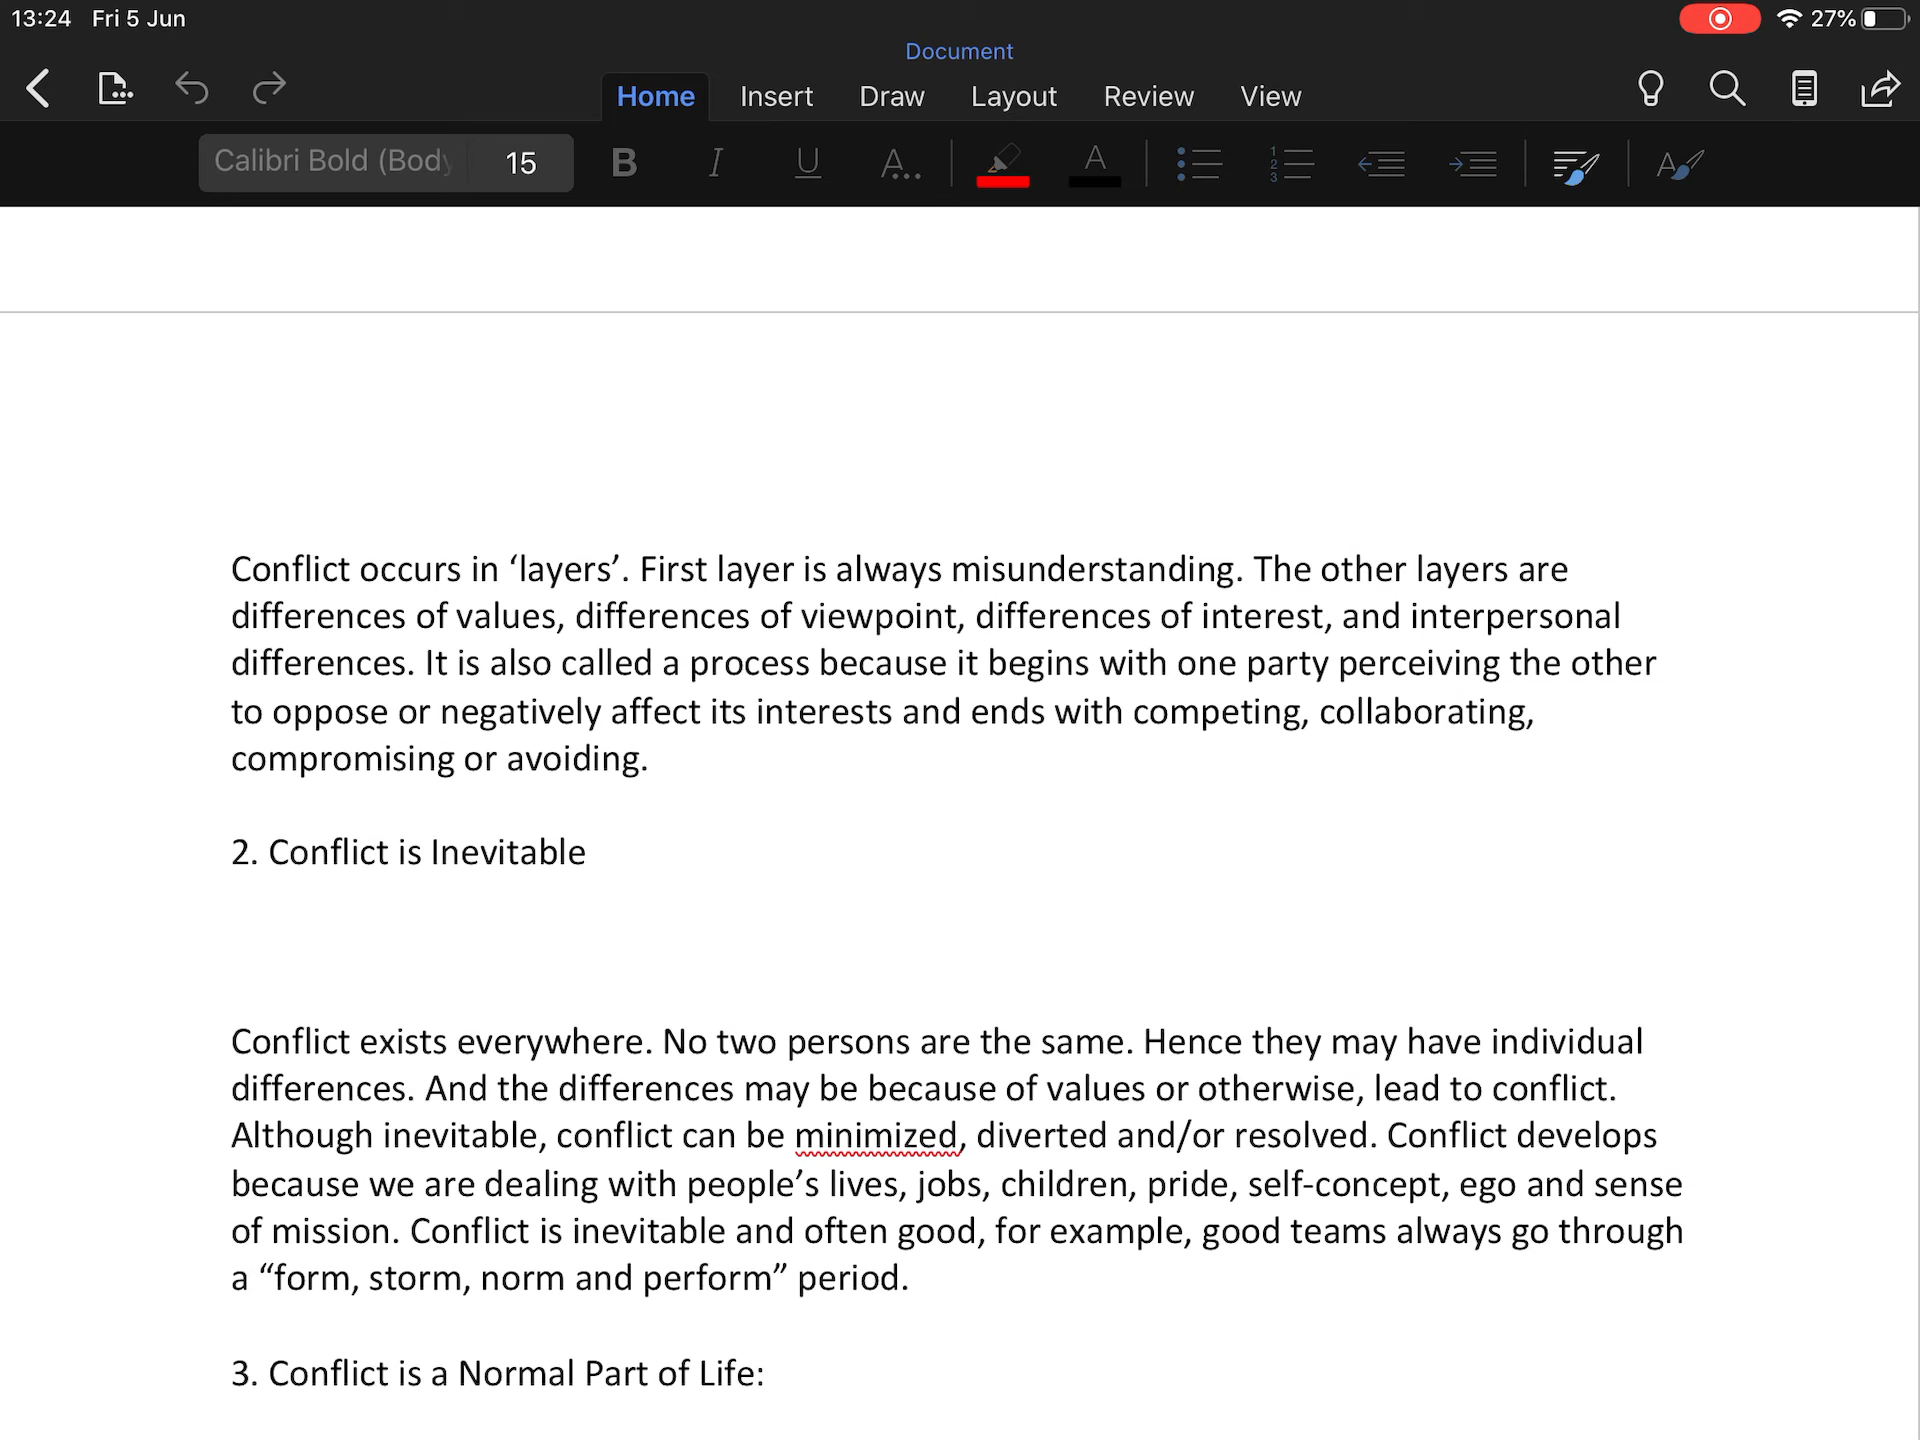 13:24 Fri 5 Jun
27%
Document
Home Insert Draw Layout Review View
Calibri Bold (Body 15 B I U A.. A
Conflict occurs in ‘layers’. First layer is always misunderstanding. The other layers are
differences of values, differences of viewpoint, differences of interest, and interpersonal
differences. It is also called a process because it begins with one party perceiving the other
to oppose or negatively affect its interests and ends with competing, collaborating,
compromising or avoiding.
2. Conflict is Inevitable
Conflict exists everywhere. No two persons are the same. Hence they may have individual
differences. And the differences may be because of values or otherwise, lead to conflict.
Although inevitable, conflict can be minimized, diverted and/or resolved. Conflict develops
because we are dealing with people’s lives, jobs, children, pride, self-concept, ego and sense
of mission. Conflict is inevitable and often good, for example, good teams always go through
a “form, storm, norm and perform” period.
3. Conflict is a Normal Part of Life: